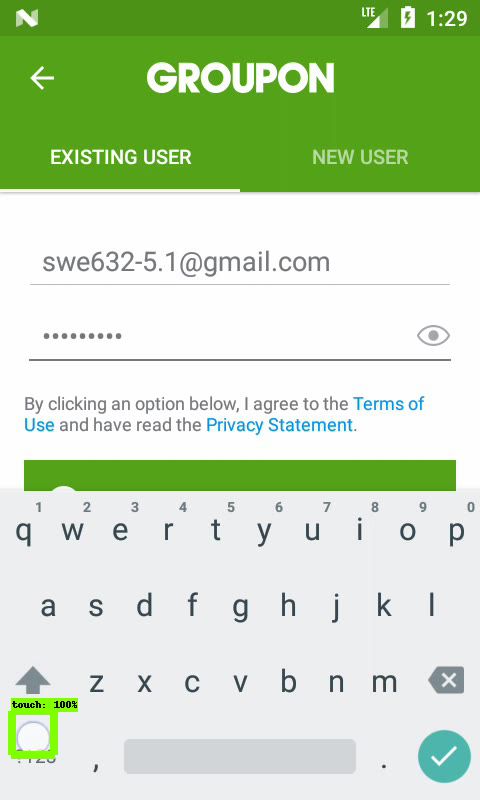 LTE 1:29
GROUPON
EXISTING USER NEW USER
swe632-5.1@gmail.com
•••••••••
By clicking an option below, I agree to the Terms of
Use and have read the Privacy Statement.
1 2 3 4 5 6 7 8 9 0
q w e r t y u i o p
a s d f g h j k l
z x c v b n m
touch: 100%
?123 , .